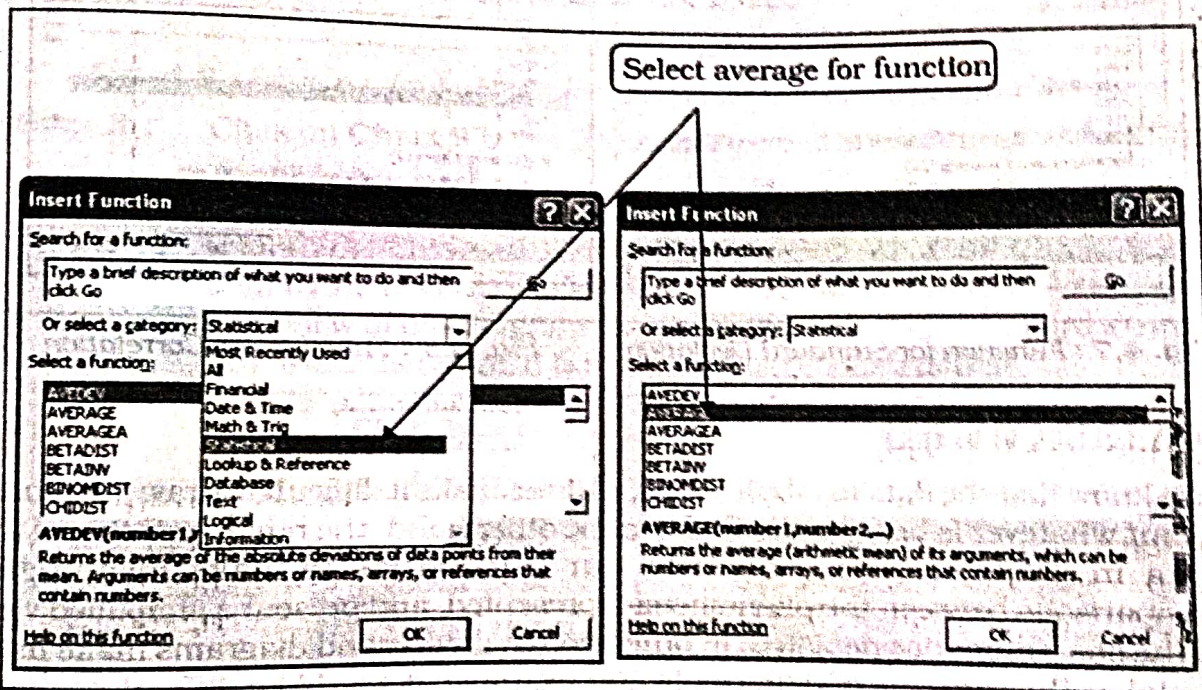 Select average for function
Insert Function
Search for a function:
Type a brief description of what you want to do and then
click Go
Go
Or select a category: Statistical
Most Recently Used
All
Financial
Date & Time
Math & Trig
Statistical
Lookup & Reference
Database
Text
Logical
Information
Select a function:
AVEDEV
AVERAGE
AVERAGEA
BETADIST
BETAINV
BINOMDIST
CHIDIST
AVEDEV(number1,
Returns the average of the absolute deviations of data points from their
mean. Arguments can be numbers or names, arrays, or references that
contain numbers.
Help on this function
OK
Cancel
Insert Function
Search for a function:
Type a brief description of what you want to do and then
click Go
Go
Or select a category: Statistical
Select a function:
AVEDEV
AVERAGE
AVERAGEA
BETADIST
BETAINV
BINOMDIST
CHIDIST
AVERAGE(number1,number2,...)
Returns the average (arithmetic mean) of its arguments, which can be
numbers or names, arrays, or references that contain numbers.
Help on this function
OK
Cancel